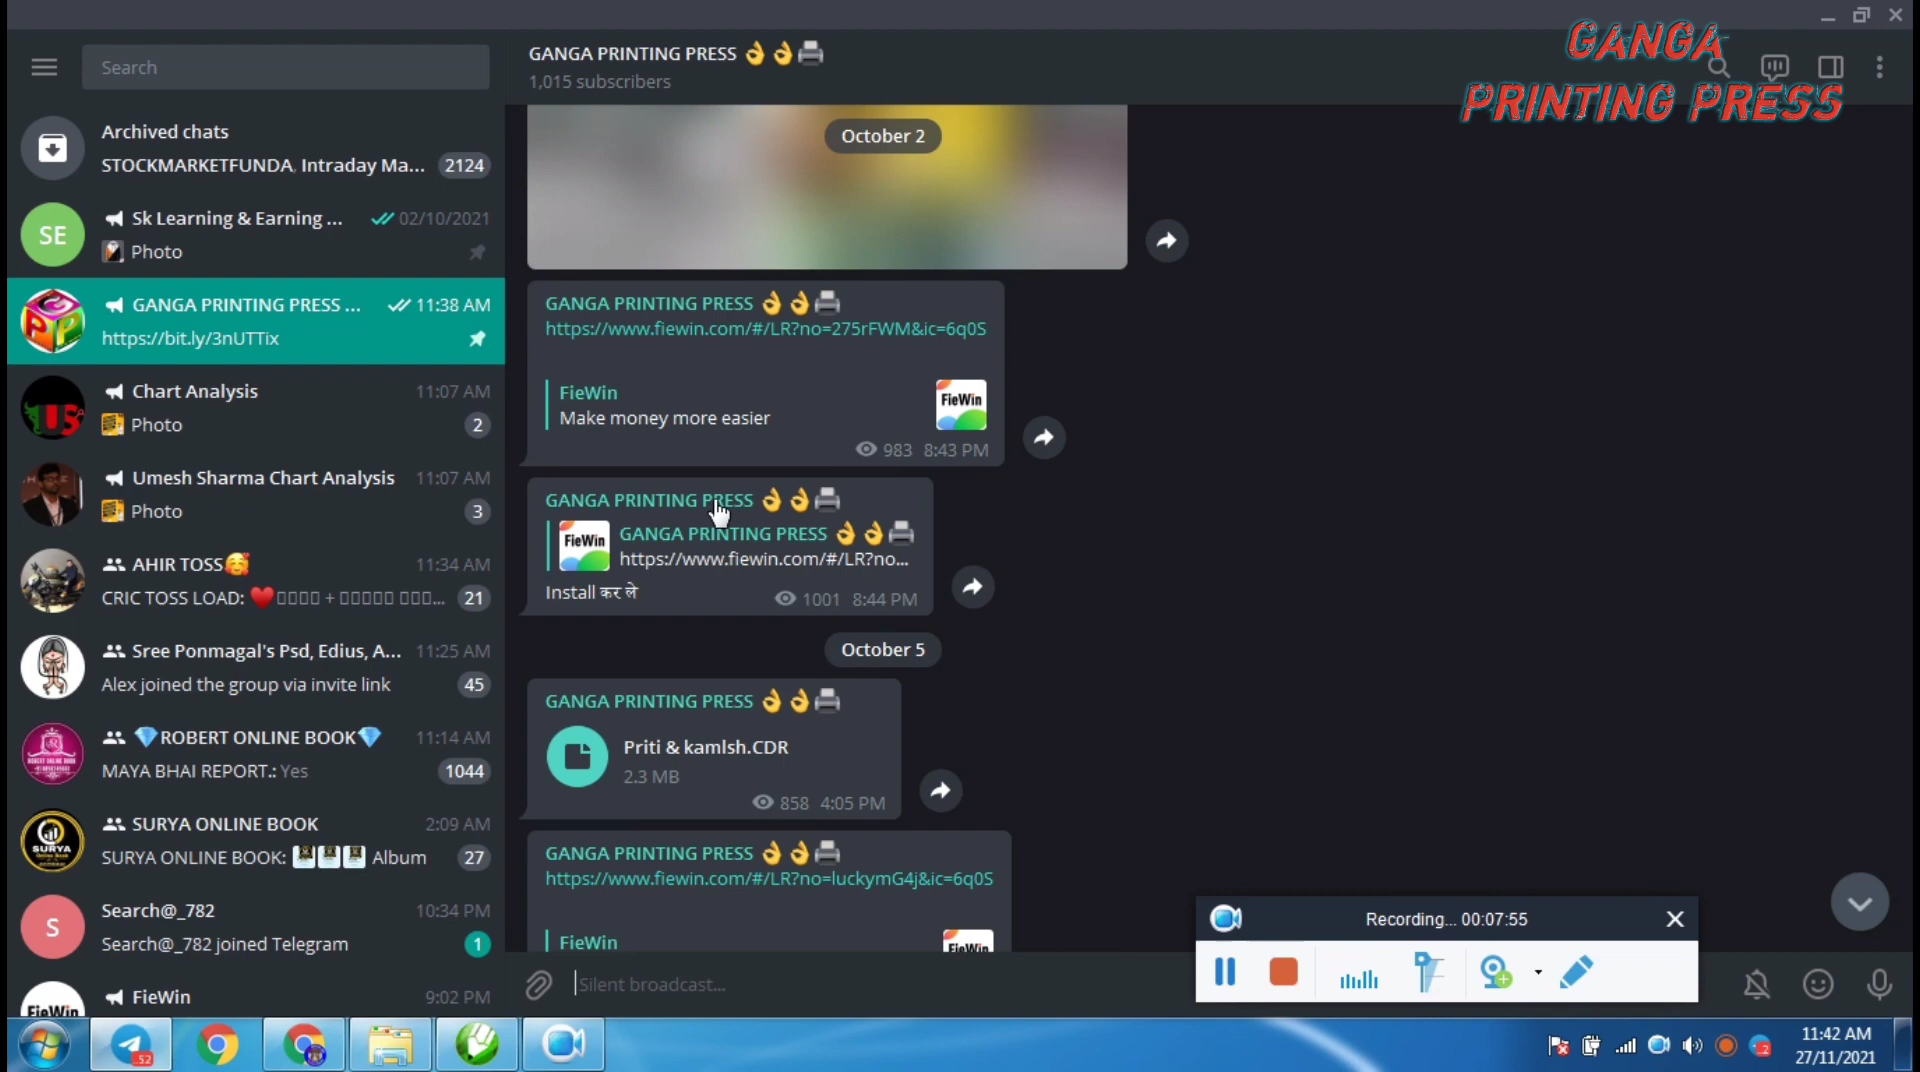 GANGA
PRINTING PRESS
Search
Archived chats
STOCKMARKETFUNDA, Intraday Ma... 2124
SE
Sk Learning & Earning ... 02/10/2021
Photo
GPP
GANGA PRINTING PRESS ... 11:38 AM
https://bit.ly/3nUTTix
US
Chart Analysis 11:07 AM
Photo 2
Umesh Sharma Chart Analysis 11:07 AM
Photo 3
AHIR TOSS🥰 11:34 AM
CRIC TOSS LOAD: ❤️▯▯▯▯ + ▯▯▯▯▯ ▯▯▯... 21
Sree Ponmagal's Psd, Edius, A... 11:25 AM
Alex joined the group via invite link 45
💎ROBERT ONLINE BOOK💎 11:14 AM
MAYA BHAI REPORT.: Yes 1044
SURYA
SURYA ONLINE BOOK 2:09 AM
SURYA ONLINE BOOK: Album 27
S
Search@_782 10:34 PM
Search@_782 joined Telegram 1
FieWin
FieWin 9:02 PM
GANGA PRINTING PRESS 👌👌🖨
1,015 subscribers
October 2
GANGA PRINTING PRESS 👌👌🖨
https://www.fiewin.com/#/LR?no=275rFWM&ic=6q0S
FieWin
Make money more easier
FieWin
983 8:43 PM
GANGA PRINTING PRESS 👌👌🖨
FieWin
GANGA PRINTING PRESS 👌👌🖨
https://www.fiewin.com/#/LR?no...
Install कर ले
1001 8:44 PM
October 5
GANGA PRINTING PRESS 👌👌🖨
Priti & kamlsh.CDR
2.3 MB
858 4:05 PM
GANGA PRINTING PRESS 👌👌🖨
https://www.fiewin.com/#/LR?no=luckymG4j&ic=6q0S
FieWin
FieWin
Silent broadcast...
Recording... 00:07:55
52
2
11:42 AM
27/11/2021